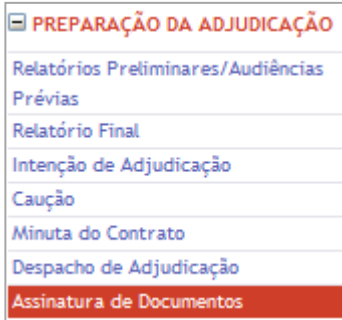 PREPARAÇÃO DA ADJUDICAÇÃO
Relatórios Preliminares/Audiências
Prévias
Relatório Final
Intenção de Adjudicação
Caução
Minuta do Contrato
Despacho de Adjudicação
Assinatura de Documentos